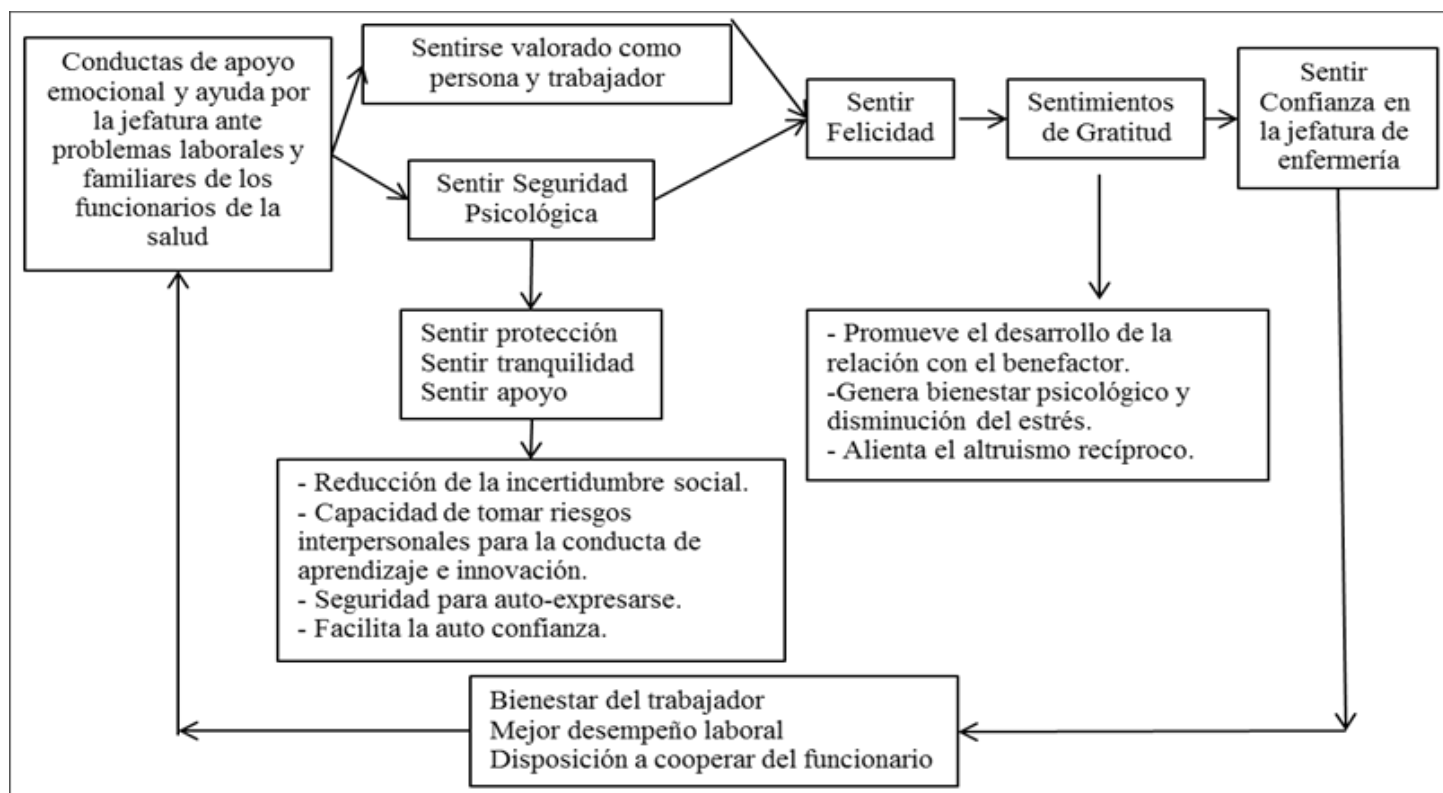 Conductas de apoyo
emocional y ayuda por
la jefatura ante
problemas laborales y
familiares de los
funcionarios de la
salud
Sentirse valorado como
persona y trabajador
Sentir Seguridad
Psicológica
Sentir
Felicidad
Sentimientos
de Gratitud
Sentir
Confianza en
la jefatura de
enfermería
Sentir protección
Sentir tranquilidad
Sentir apoyo
- Promueve el desarrollo de la
relación con el benefactor.
-Genera bienestar psicológico y
disminución del estrés.
- Alienta el altruismo recíproco.
- Reducción de la incertidumbre social.
- Capacidad de tomar riesgos
interpersonales para la conducta de
aprendizaje e innovación.
- Seguridad para auto-expresarse.
- Facilita la auto confianza.
Bienestar del trabajador
Mejor desempeño laboral
Disposición a cooperar del funcionario